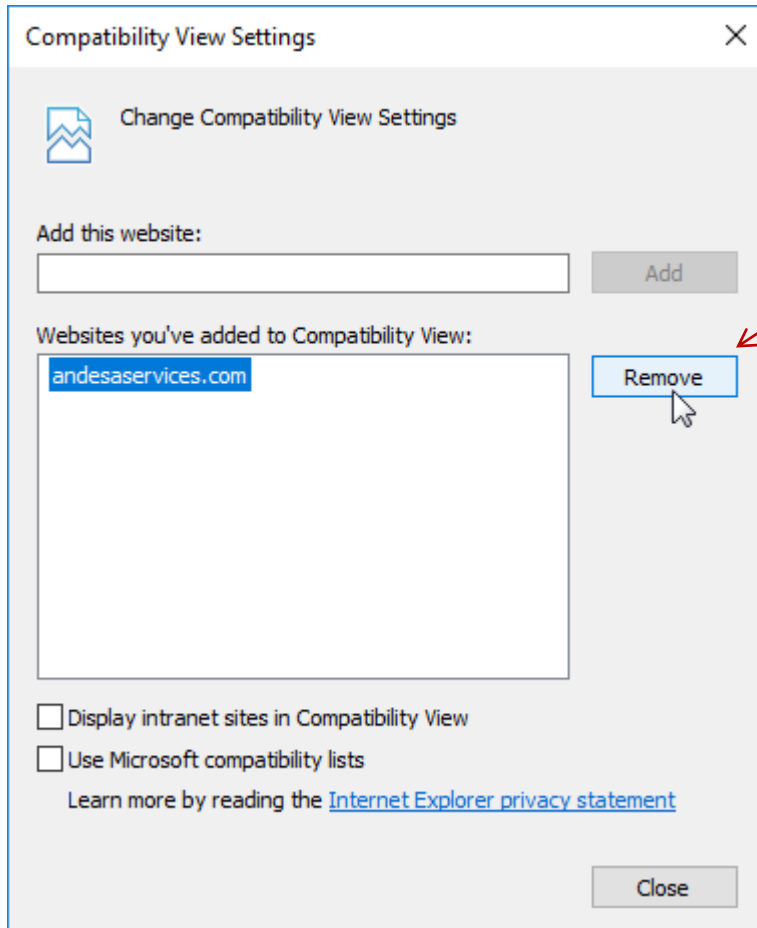 Compatibility View Settings
Change Compatibility View Settings
Add this website:
Add
Websites you've added to Compatibility View:
andesaservices.com
Remove
Display intranet sites in Compatibility View
Use Microsoft compatibility lists
Learn more by reading the Internet Explorer privacy statement
Close